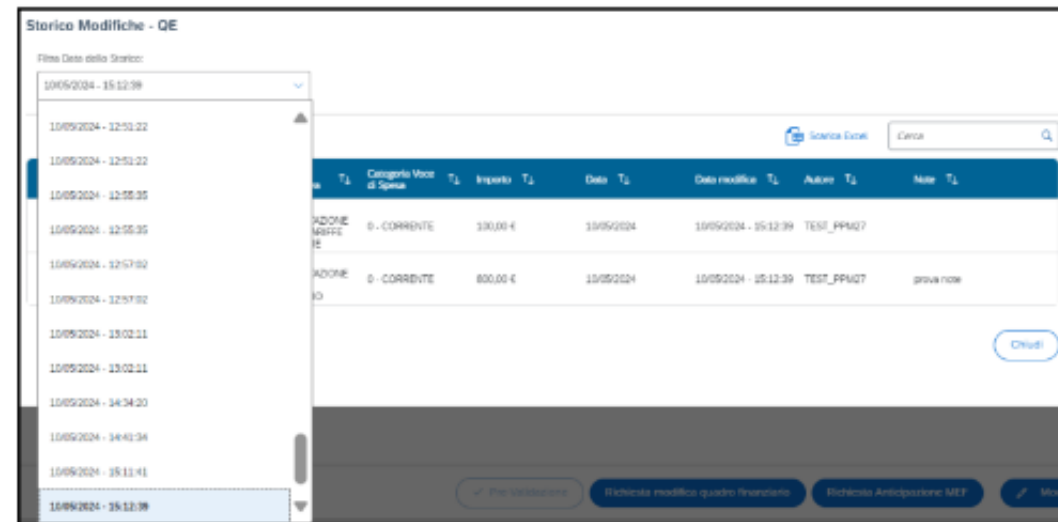 Storico Modifiche - QE
Filtra Data dello Storico:
10/05/2024 - 15:12:39
10/05/2024 - 12:51:22
10/05/2024 - 12:51:22
10/05/2024 - 12:55:35
10/05/2024 - 12:55:35
10/05/2024 - 12:57:02
10/05/2024 - 12:57:02
10/05/2024 - 13:02:11
10/05/2024 - 13:02:11
10/05/2024 - 14:34:20
10/05/2024 - 14:41:34
10/05/2024 - 15:11:41
10/05/2024 - 15:12:39
Scarica Excel
Cerca
Categoria Voce
di Spesa
Importo
Data
Data modifica
Autore
Note
0 - CORRENTE
100,00 €
10/05/2024
10/05/2024 - 15:12:39
TEST_PPM27
0 - CORRENTE
800,00 €
10/05/2024
10/05/2024 - 15:12:39
TEST_PPM27
prova note
Chiudi
Pre-Validazione
Richiesta modifica quadro finanziario
Richiesta Anticipazione MEF